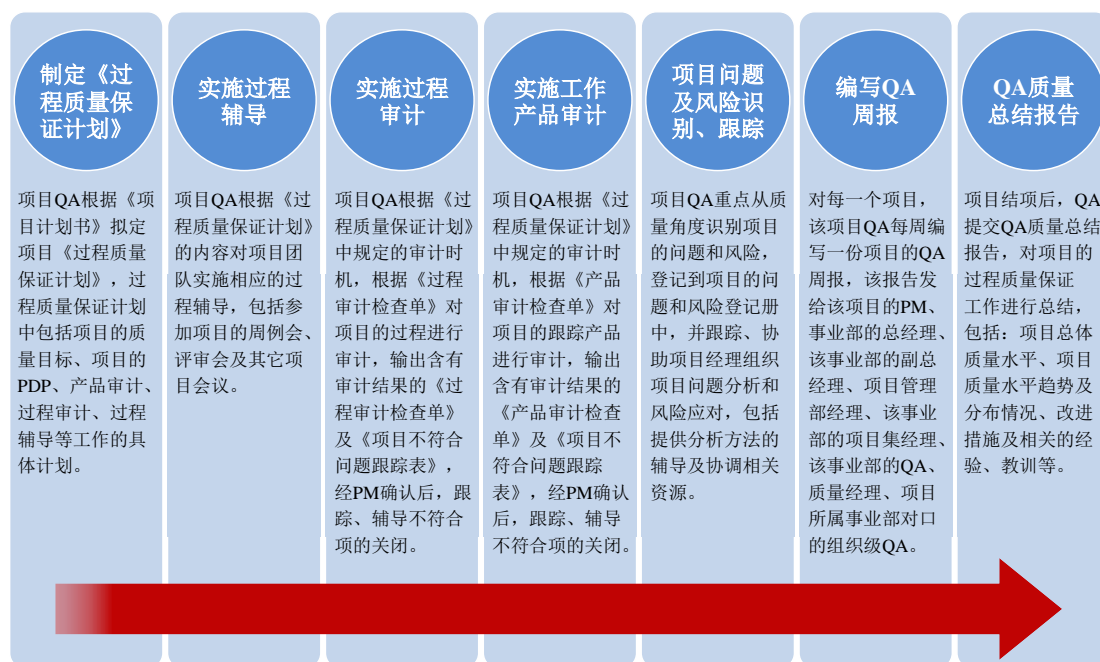 制定《过
程质量保
证计划》
项目QA根据《项
目计划书》拟定
项目《过程质量
保证计划》，过
程质量保证计划
中包括项目的质
量目标、项目的
PDP、产品审计、
过程审计、过程
辅导等工作的具
体计划。
实施过程
辅导
项目QA根据《过
程质量保证计划》
的内容对项目团
队实施相应的过
程辅导，包括参
加项目的周例会、
评审会及其它项
目会议。
实施过程
审计
项目QA根据《过
程质量保证计划》
中规定的审计时
机，根据《过程
审计检查单》对
项目的过程进行
审计，输出含有
审计结果的《过
程审计检查单》
及《项目不符合
问题跟踪表》，
经PM确认后，跟
踪、辅导不符合
项的关闭。
实施工作
产品审计
项目QA根据《过
程质量保证计划》
中规定的审计时
机，根据《产品
审计检查单》对
项目的跟踪产品
进行审计，输出
含有审计结果的
《产品审计检查
单》及《项目不
符合问题跟踪
表》，经PM确认
后，跟踪、辅导
不符合项的关闭。
项目问题
及风险识
别、跟踪
项目QA重点从质
量角度识别项目
的问题和风险，
登记到项目的问
题和风险登记册
中，并跟踪、协
助项目经理组织
项目问题分析和
风险应对，包括
提供分析方法的
辅导及协调相关
资源。
编写QA
周报
对每一个项目，
该项目QA每周编
写一份项目的QA
周报，该报告发
给该项目的PM、
事业部的总经理、
该事业部的副总
经理、项目管理
部经理、该事业
部的项目集经理、
该事业部的QA、
质量经理、项目
所属事业部对口
的组织级QA。
QA质量
总结报告
项目结项后，QA
提交QA质量总结
报告，对项目的
过程质量保证
工作进行总结，
包括：项目总体
质量水平、项目
质量水平趋势及
分布情况、改进
措施及相关的经
验、教训等。